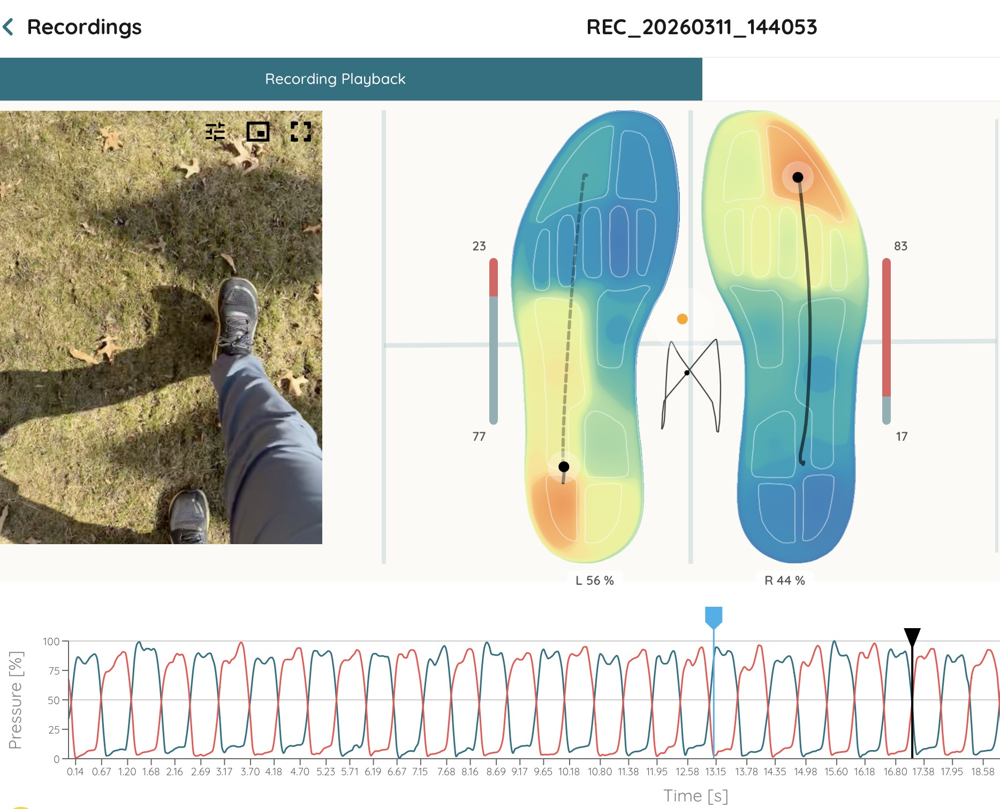 Recordings
REC_20260311_144053
Recording Playback
23
83
77
17
L 56 %
R 44 %
Pressure [%]
100
75
50
25
0
0.14 0.67 1.20 1.68 2.16 2.69 3.17 3.70 4.18 4.70 5.23 5.71 6.19 6.67 7.15 7.68 8.16 8.69 9.17 9.65 10.18 10.80 11.38 11.95 12.58 13.15 13.78 14.35 14.98 15.60 16.18 16.80 17.38 17.95 18.58
Time [s]